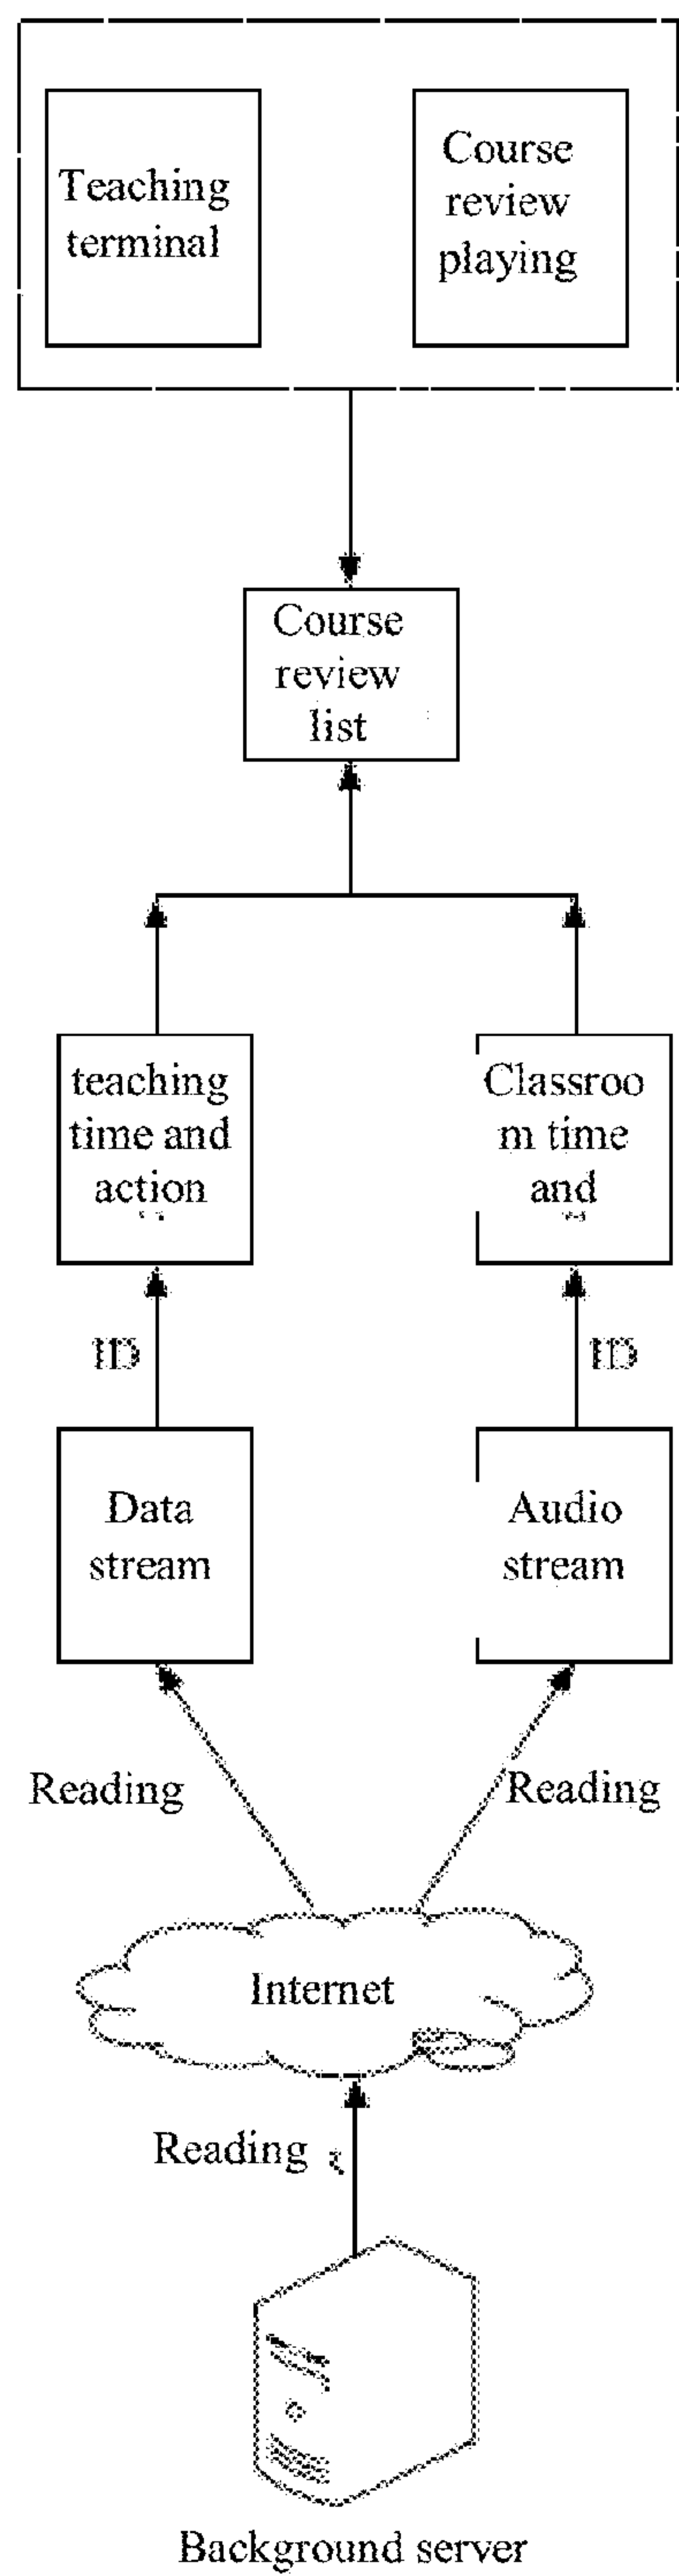 Teaching
terminal
Course
review
playing
Course
review
list
teaching
time and
action
Classroo
m time
and
ID
ID
Data
stream
Audio
stream
Reading
Reading
Internet
Reading
Background server